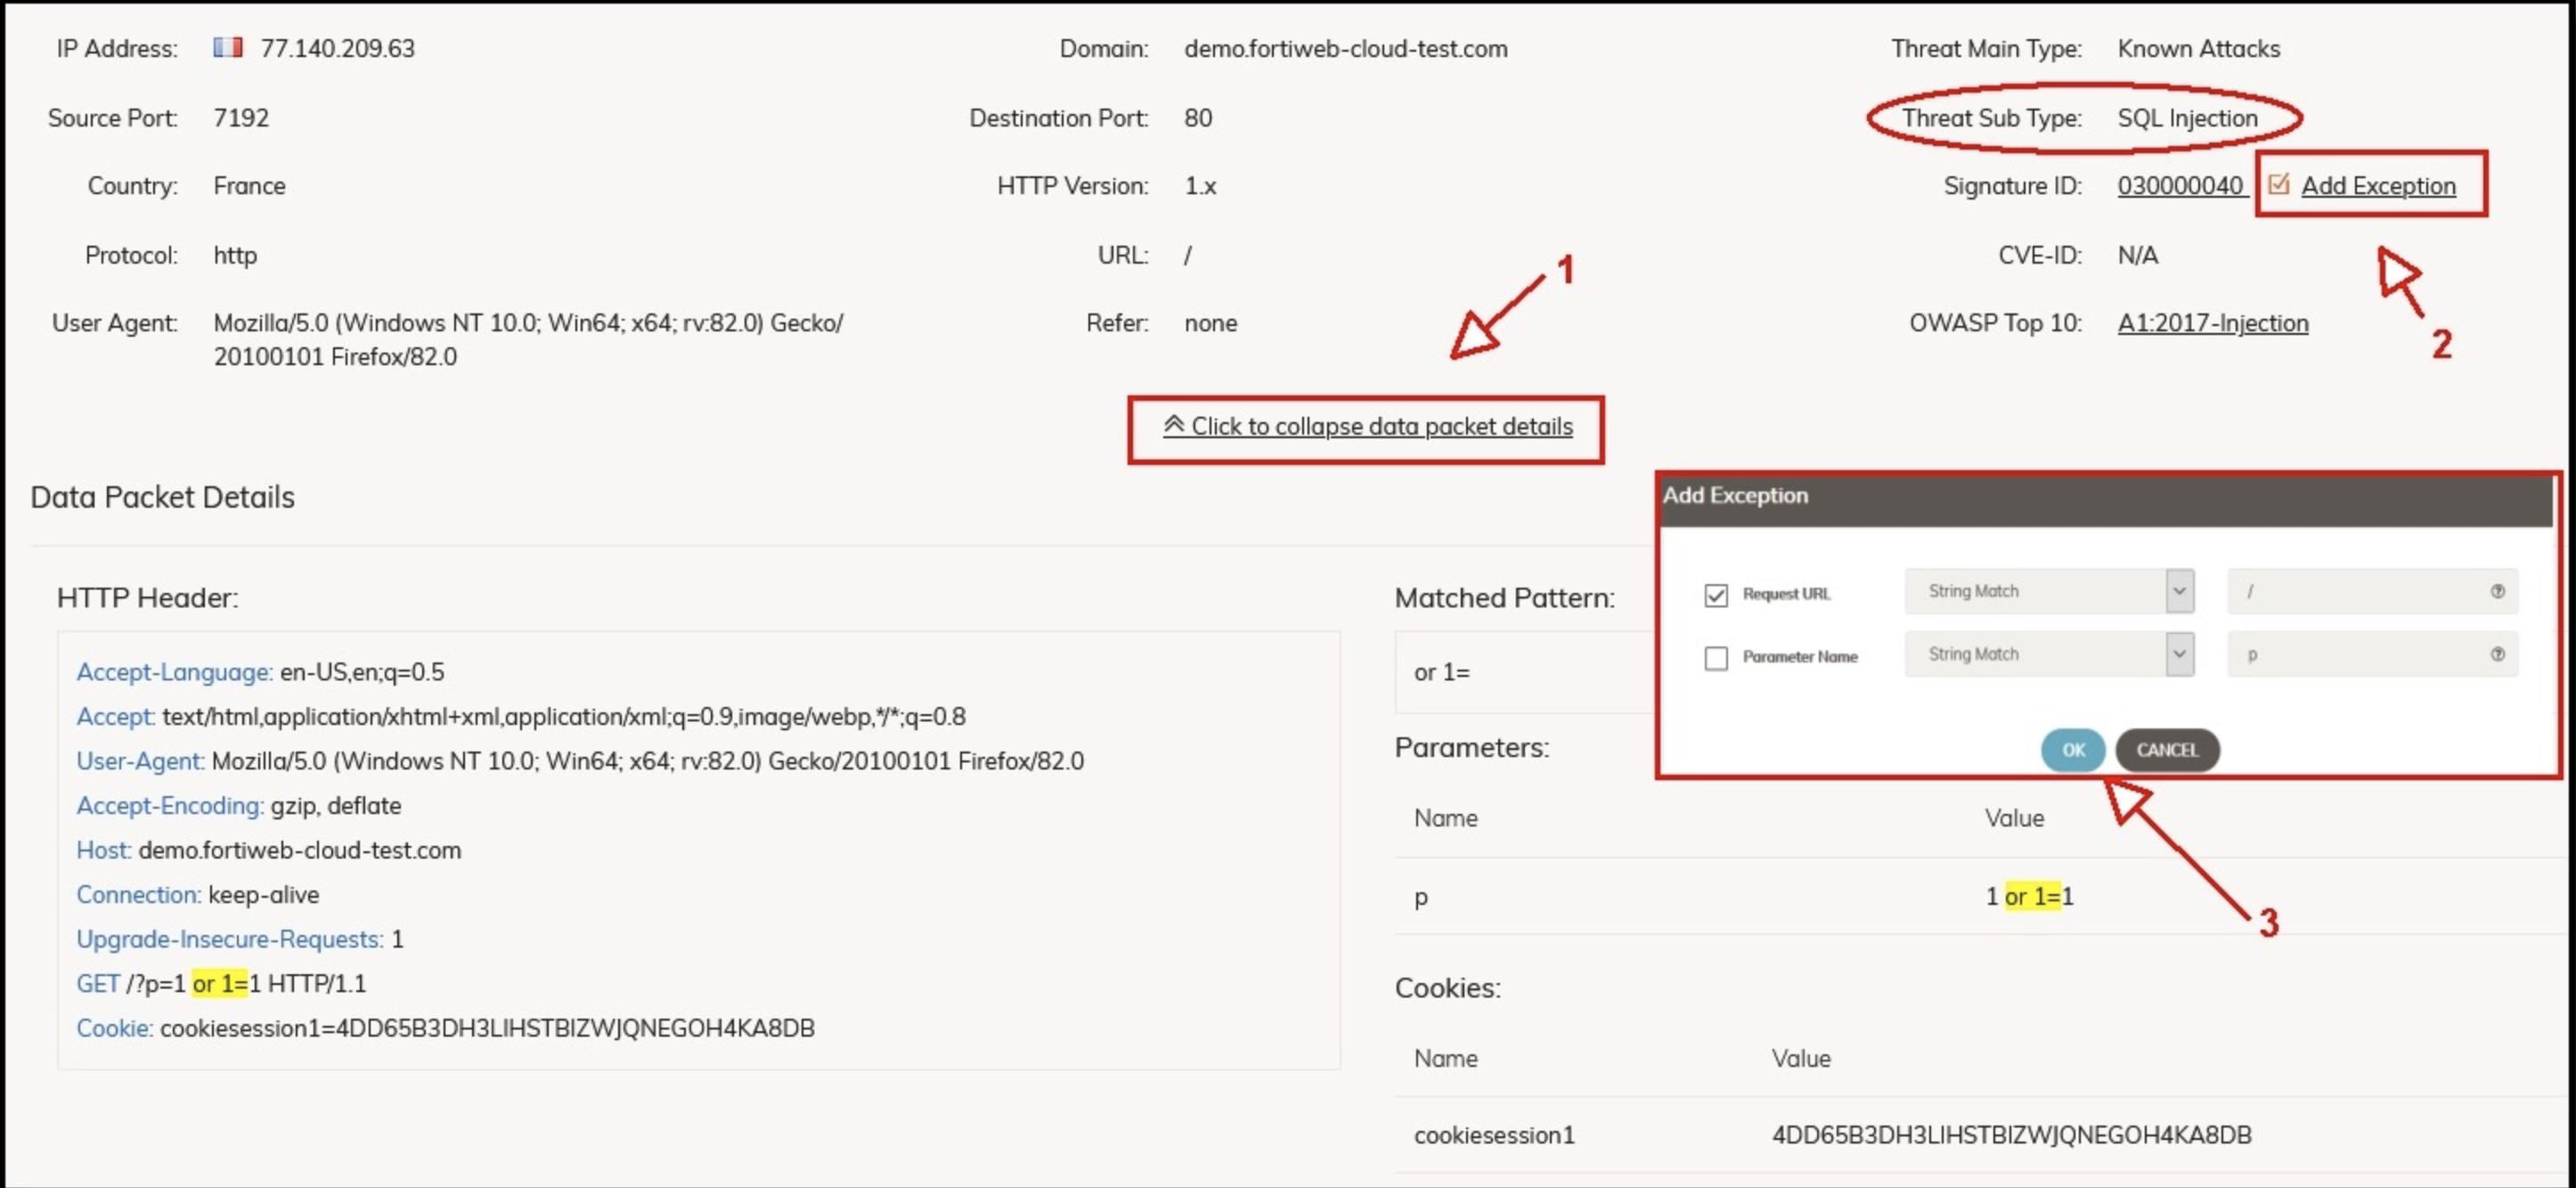 IP Address: 77.140.209.63
Source Port: 7192
Country: France
Protocol: http
User Agent: Mozilla/5.0 (Windows NT 10.0; Win64; x64; rv:82.0) Gecko/
20100101 Firefox/82.0
Domain: demo.fortiweb-cloud-test.com
Destination Port: 80
HTTP Version: 1.x
URL: /
Refer: none
Threat Main Type: Known Attacks
Threat Sub Type: SQL Injection
Signature ID: 030000040 Add Exception
CVE-ID: N/A
OWASP Top 10: A1:2017-Injection
1
2
Click to collapse data packet details
Data Packet Details
HTTP Header:
Accept-Language: en-US,en;q=0.5
Accept: text/html,application/xhtml+xml,application/xml;q=0.9,image/webp,*/*;q=0.8
User-Agent: Mozilla/5.0 (Windows NT 10.0; Win64; x64; rv:82.0) Gecko/20100101 Firefox/82.0
Accept-Encoding: gzip, deflate
Host: demo.fortiweb-cloud-test.com
Connection: keep-alive
Upgrade-Insecure-Requests: 1
GET /?p=1 or 1=1 HTTP/1.1
Cookie: cookiesession1=4DD65B3DH3LIHSTBIZWJQNEGOH4KA8DB
Matched Pattern:
or 1=
Add Exception
Request URL String Match /
Parameter Name String Match p
OK CANCEL
3
Parameters:
Name Value
p 1 or 1=1
Cookies:
Name Value
cookiesession1 4DD65B3DH3LIHSTBIZWJQNEGOH4KA8DB